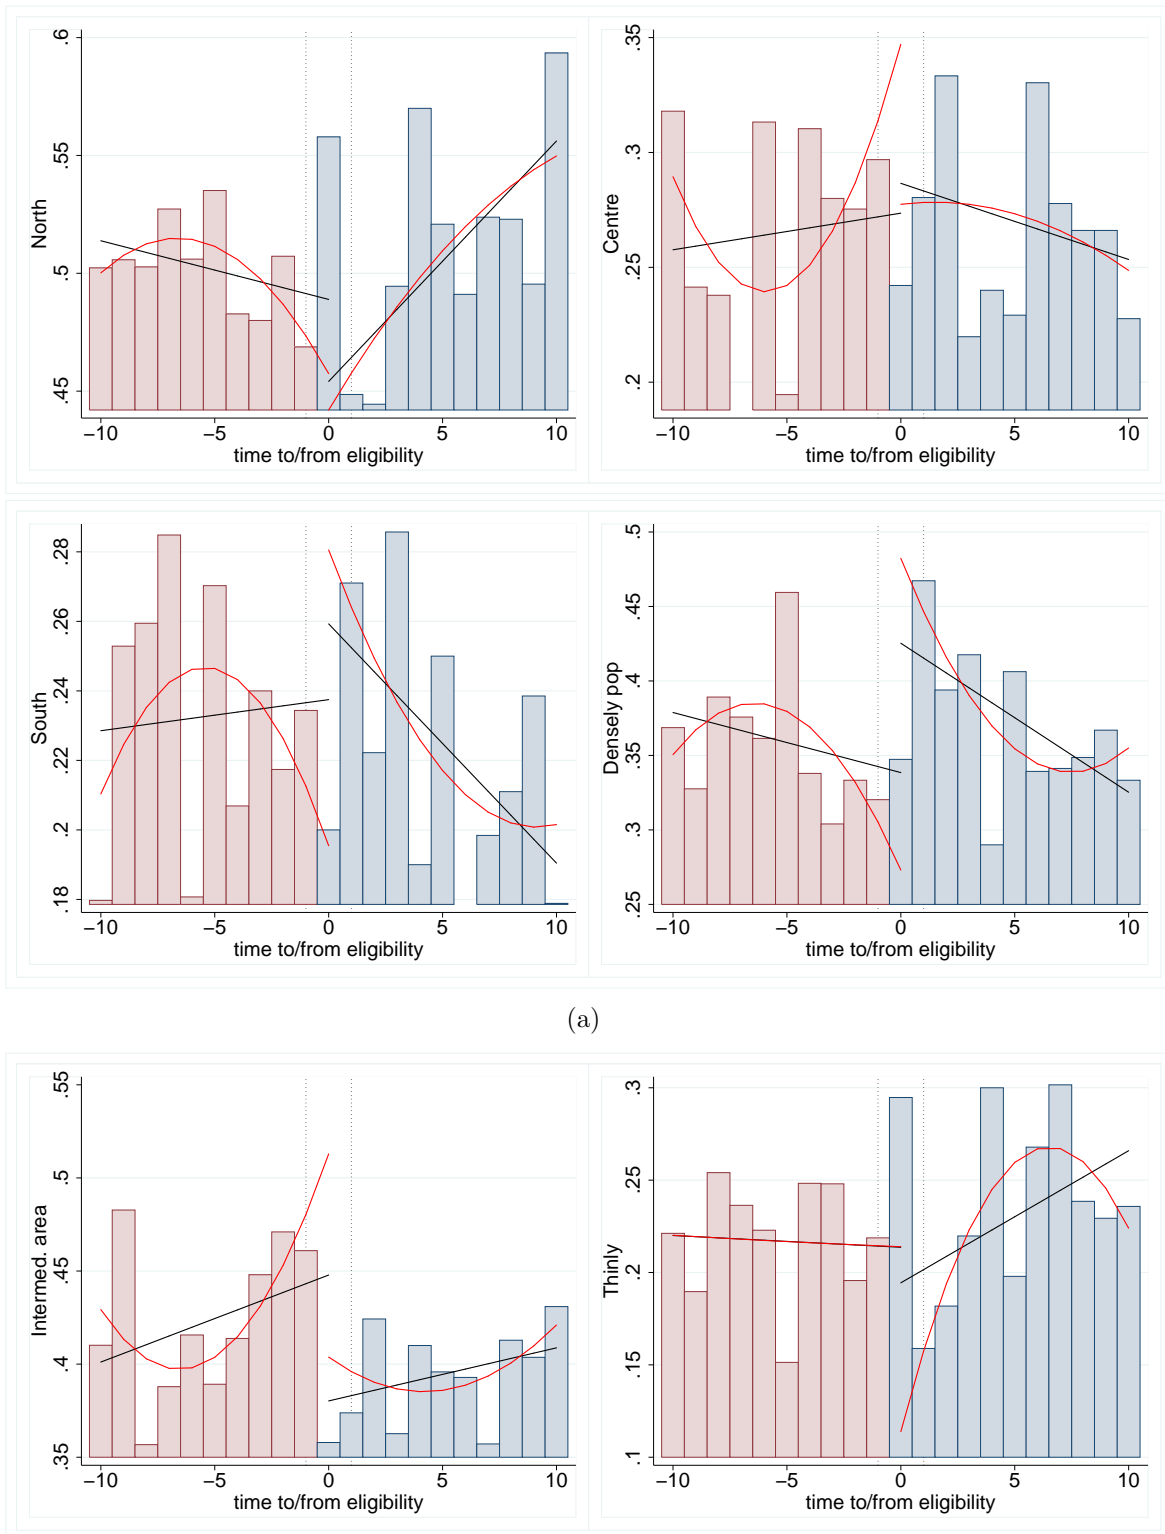 North
.6
.55
.5
.45
−10 −5 0 5 10
time to/from eligibility
Centre
.35
.3
.25
.2
−10 −5 0 5 10
time to/from eligibility
South
.28
.26
.24
.22
.2
.18
−10 −5 0 5 10
time to/from eligibility
Densely pop
.5
.45
.4
.35
.3
.25
−10 −5 0 5 10
time to/from eligibility
(a)
Intermed. area
.55
.5
.45
.4
.35
−10 −5 0 5 10
time to/from eligibility
Thinly
.3
.25
.2
.15
.1
−10 −5 0 5 10
time to/from eligibility